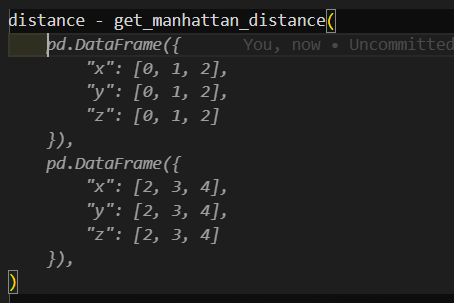 distance - get_manhattan_distance(
    pd.DataFrame({        You, now • Uncommitted
        "x": [0, 1, 2],
        "y": [0, 1, 2],
        "z": [0, 1, 2]
    }),
    pd.DataFrame({
        "x": [2, 3, 4],
        "y": [2, 3, 4],
        "z": [2, 3, 4]
    }),
)